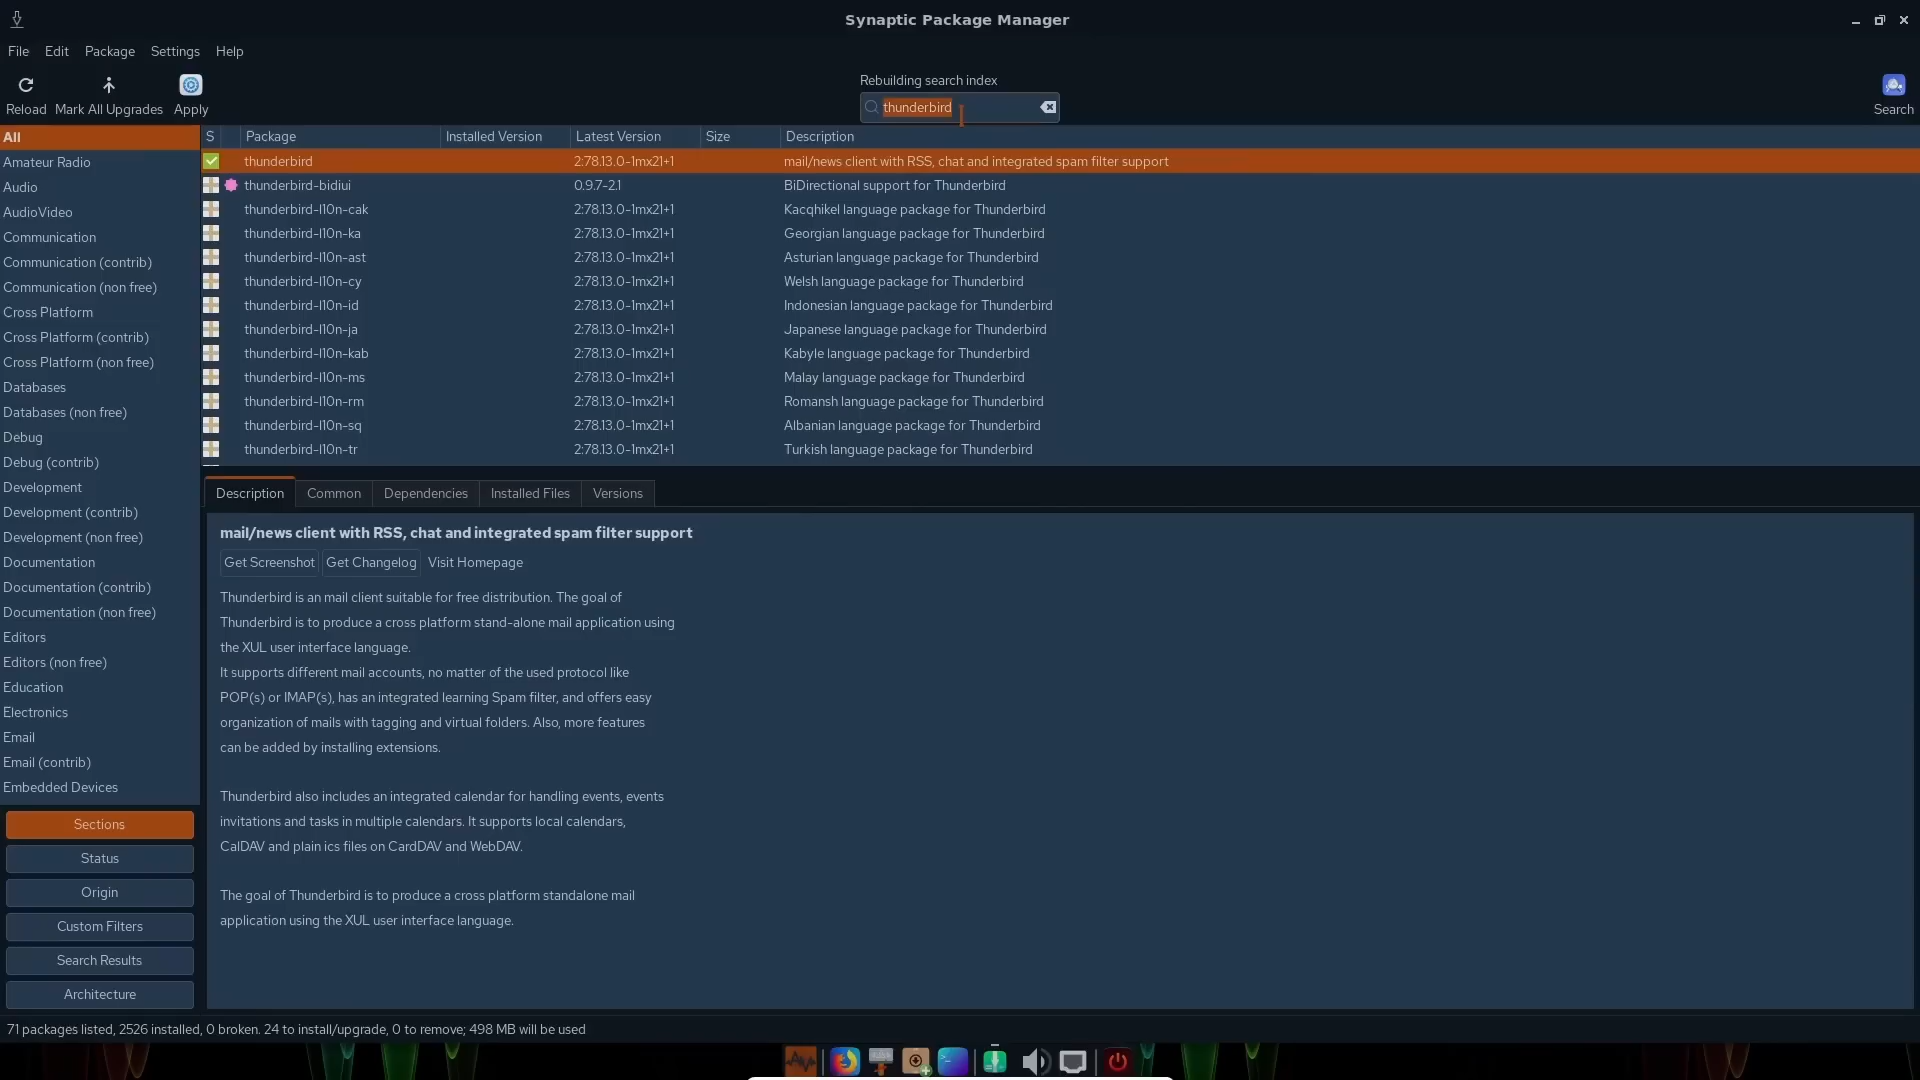 Synaptic Package Manager
File Edit Package Settings Help
Reload Mark All Upgrades Apply
Rebuilding search index
thunderbird
Search
All
Amateur Radio
Audio
AudioVideo
Communication
Communication (contrib)
Communication (non free)
Cross Platform
Cross Platform (contrib)
Cross Platform (non free)
Databases
Databases (non free)
Debug
Debug (contrib)
Development
Development (contrib)
Development (non free)
Documentation
Documentation (contrib)
Documentation (non free)
Editors
Editors (non free)
Education
Electronics
Email
Email (contrib)
Embedded Devices
Sections
Status
Origin
Custom Filters
Search Results
Architecture
S Package Installed Version Latest Version Size Description
thunderbird 2:78.13.0-1mx21+1 mail/news client with RSS, chat and integrated spam filter support
thunderbird-bidiui 0.9.7-2.1 BiDirectional support for Thunderbird
thunderbird-l10n-cak 2:78.13.0-1mx21+1 Kacqhikel language package for Thunderbird
thunderbird-l10n-ka 2:78.13.0-1mx21+1 Georgian language package for Thunderbird
thunderbird-l10n-ast 2:78.13.0-1mx21+1 Asturian language package for Thunderbird
thunderbird-l10n-cy 2:78.13.0-1mx21+1 Welsh language package for Thunderbird
thunderbird-l10n-id 2:78.13.0-1mx21+1 Indonesian language package for Thunderbird
thunderbird-l10n-ja 2:78.13.0-1mx21+1 Japanese language package for Thunderbird
thunderbird-l10n-kab 2:78.13.0-1mx21+1 Kabyle language package for Thunderbird
thunderbird-l10n-ms 2:78.13.0-1mx21+1 Malay language package for Thunderbird
thunderbird-l10n-rm 2:78.13.0-1mx21+1 Romansh language package for Thunderbird
thunderbird-l10n-sq 2:78.13.0-1mx21+1 Albanian language package for Thunderbird
thunderbird-l10n-tr 2:78.13.0-1mx21+1 Turkish language package for Thunderbird
Description Common Dependencies Installed Files Versions
mail/news client with RSS, chat and integrated spam filter support
Get Screenshot Get Changelog Visit Homepage
Thunderbird is an mail client suitable for free distribution. The goal of
Thunderbird is to produce a cross platform stand-alone mail application using
the XUL user interface language.
It supports different mail accounts, no matter of the used protocol like
POP(s) or IMAP(s), has an integrated learning Spam filter, and offers easy
organization of mails with tagging and virtual folders. Also, more features
can be added by installing extensions.
Thunderbird also includes an integrated calendar for handling events, events
invitations and tasks in multiple calendars. It supports local calendars,
CalDAV and plain ics files on CardDAV and WebDAV.
The goal of Thunderbird is to produce a cross platform standalone mail
application using the XUL user interface language.
71 packages listed, 2526 installed, 0 broken. 24 to install/upgrade, 0 to remove; 498 MB will be used